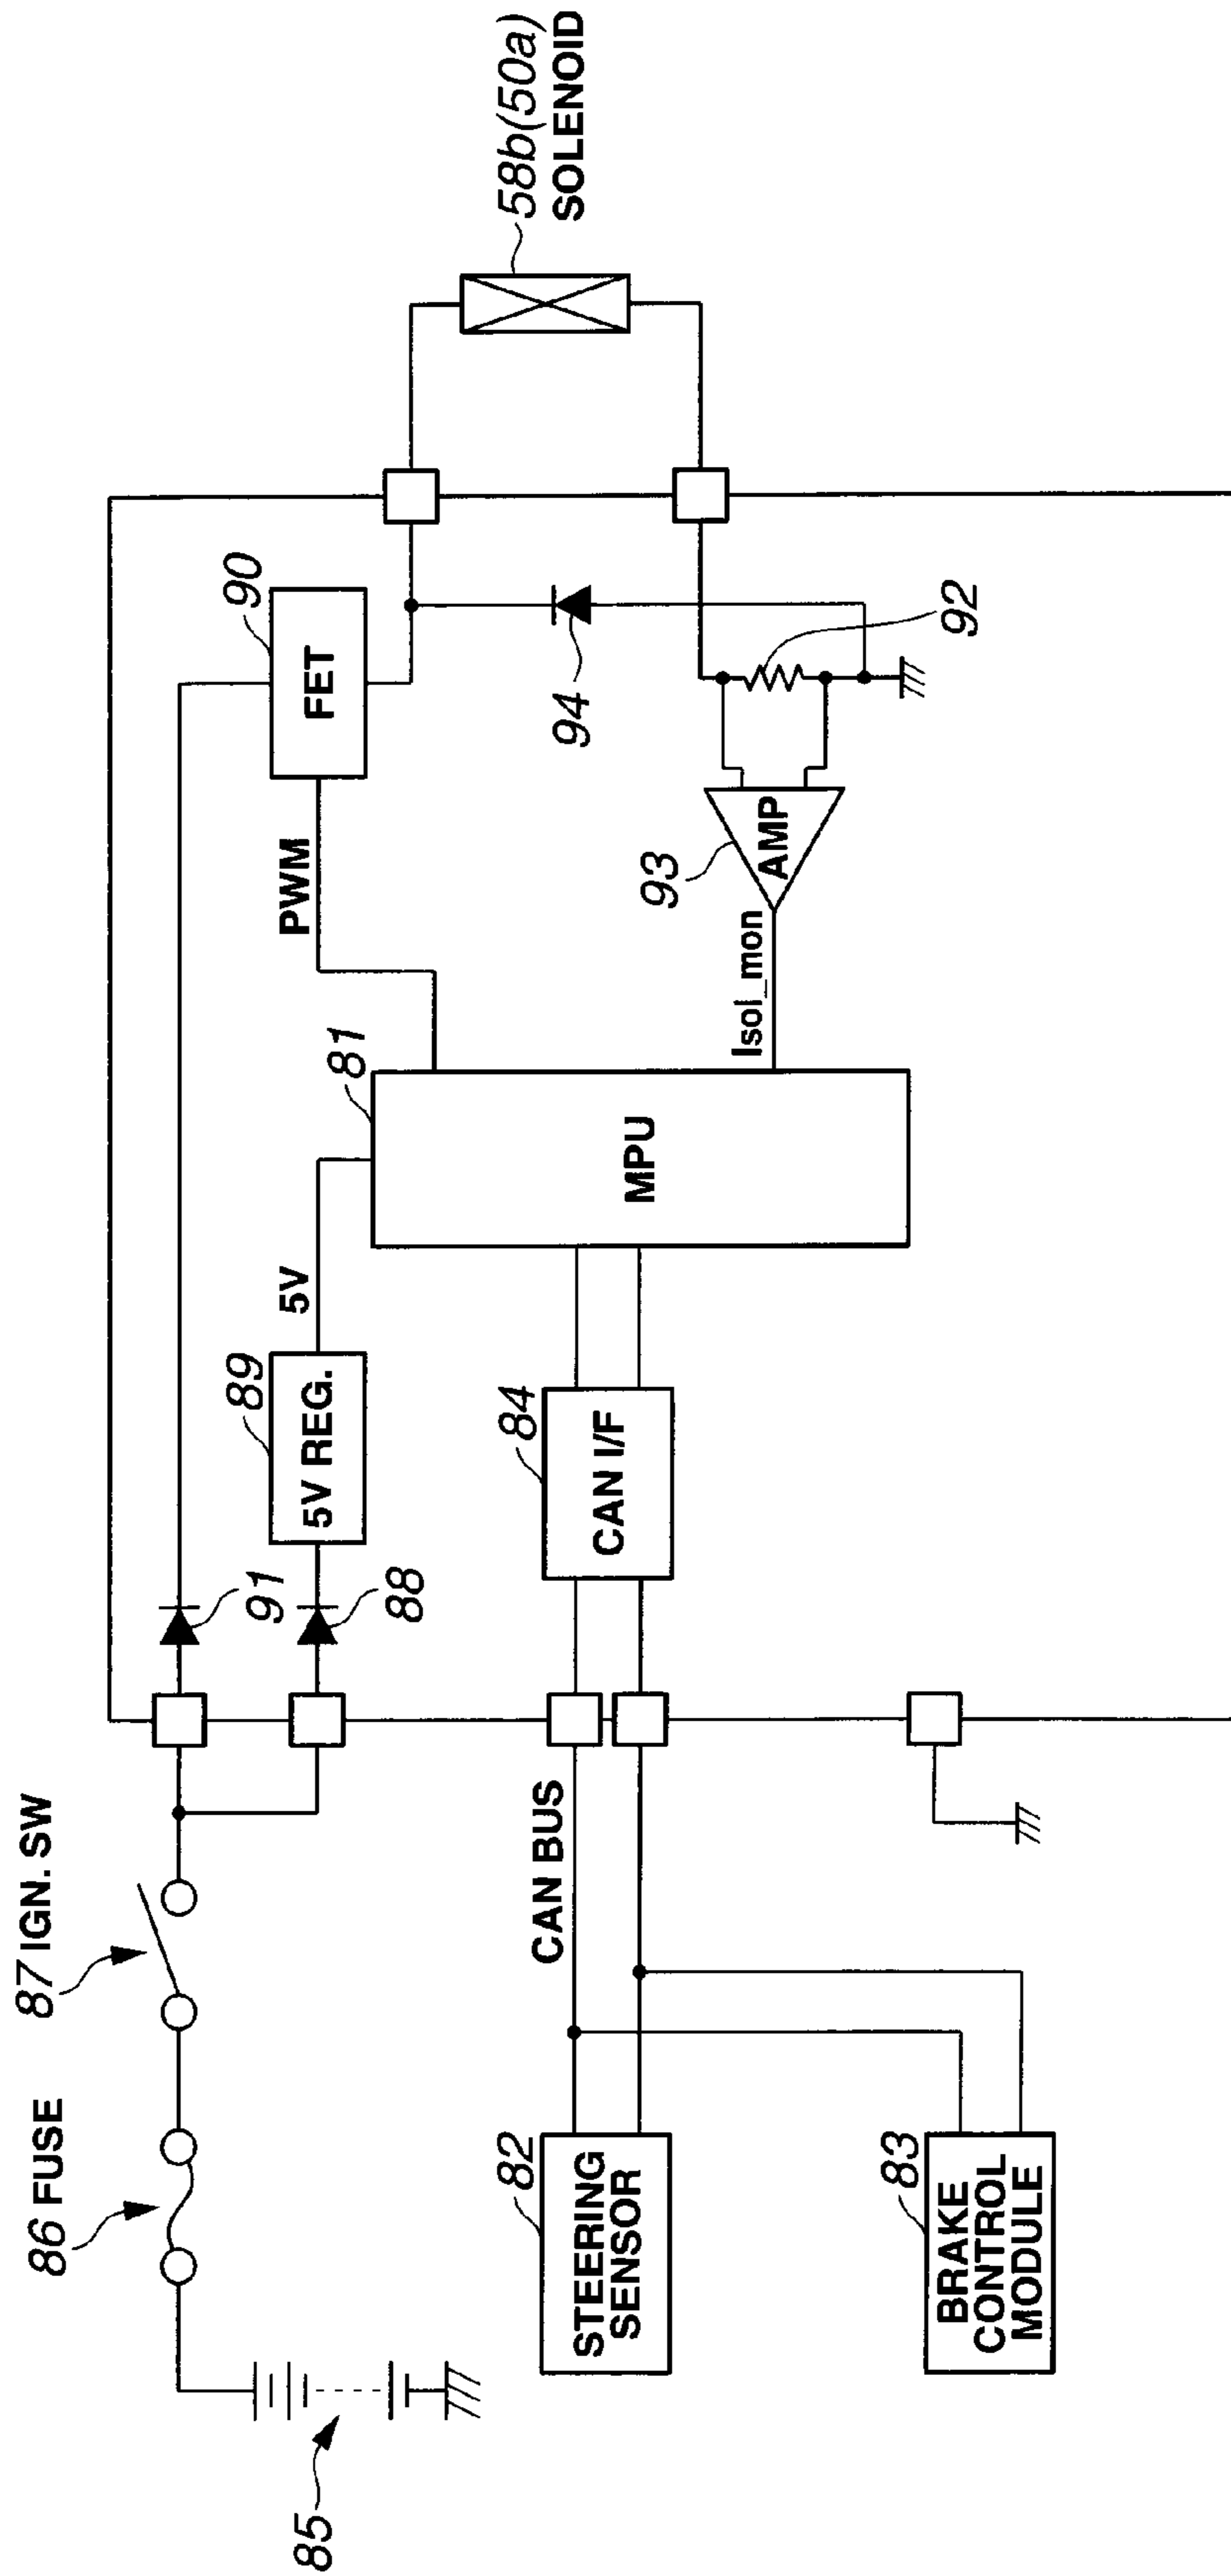 86 FUSE
87 IGN. SW
85
91
88
89
5V REG.
5V
90
FET
PWM
81
MPU
CAN BUS
84
CAN I/F
82
STEERING
SENSOR
83
BRAKE
CONTROL
MODULE
Isol_mon
93
AMP
94
92
58b(50a)
SOLENOID